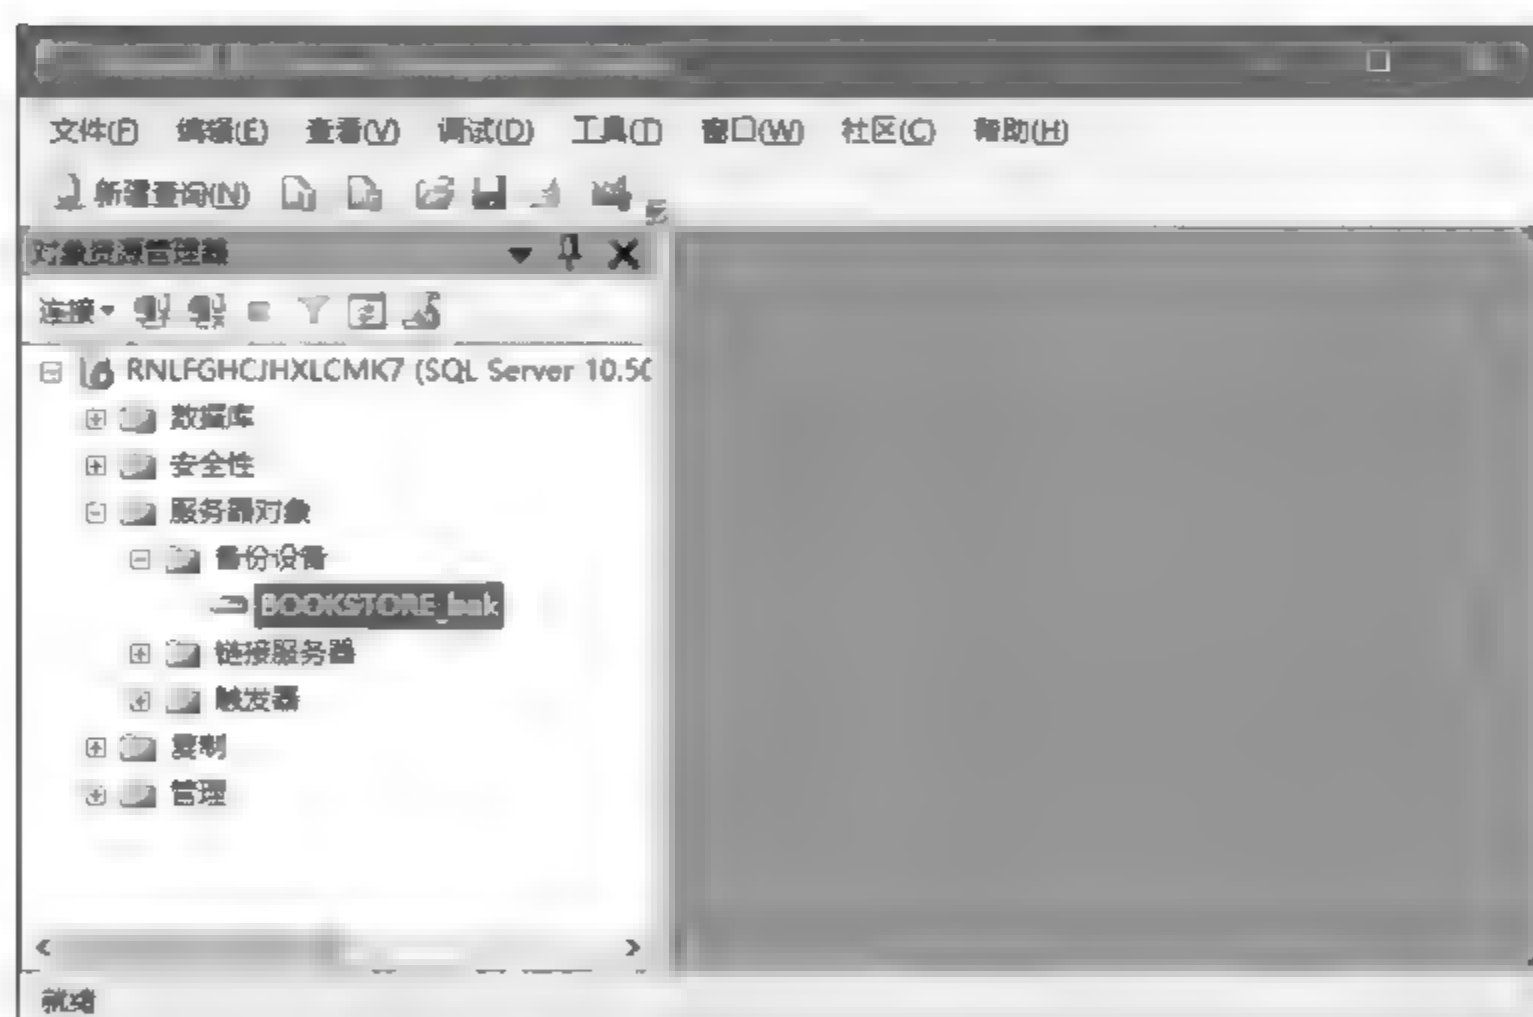 文件(F) 编辑(E) 查看(V) 调试(D) 工具(T) 窗口(W) 社区(C) 帮助(H)
新建查询(N)
对象资源管理器
连接
RNLFGHCJHXLCMK7 (SQL Server 10.50
数据库
安全性
服务器对象
备份设备
BOOKSTORE_bak
链接服务器
触发器
复制
管理
就绪